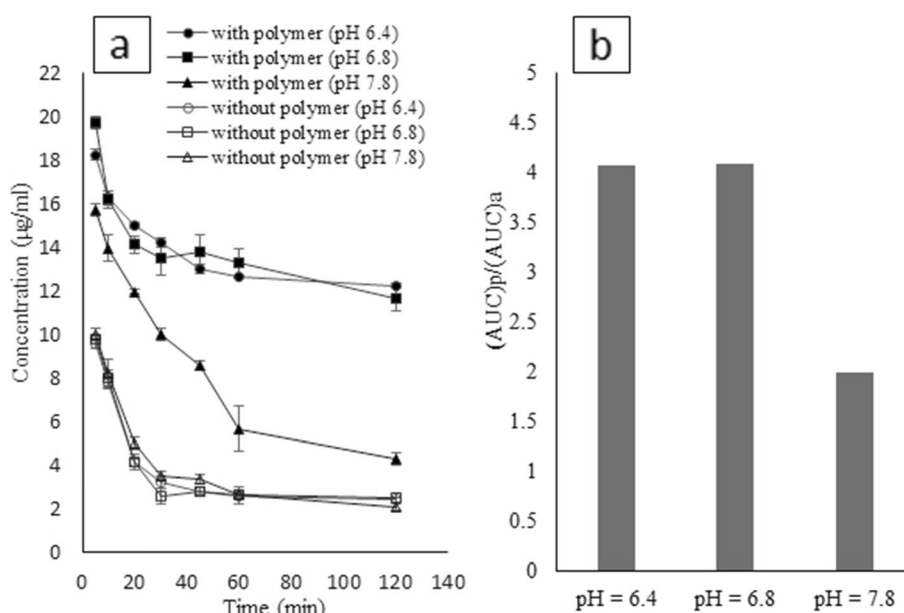 a
with polymer (pH 6.4)
with polymer (pH 6.8)
with polymer (pH 7.8)
without polymer (pH 6.4)
without polymer (pH 6.8)
without polymer (pH 7.8)
Concentration (µg/ml)
22
20
18
16
14
12
10
8
6
4
2
0
0 20 40 60 80 100 120 140
Time (min)
b
(AUC)p/(AUC)a
5
4.5
4
3.5
3
2.5
2
1.5
1
0.5
0
pH = 6.4 pH = 6.8 pH = 7.8